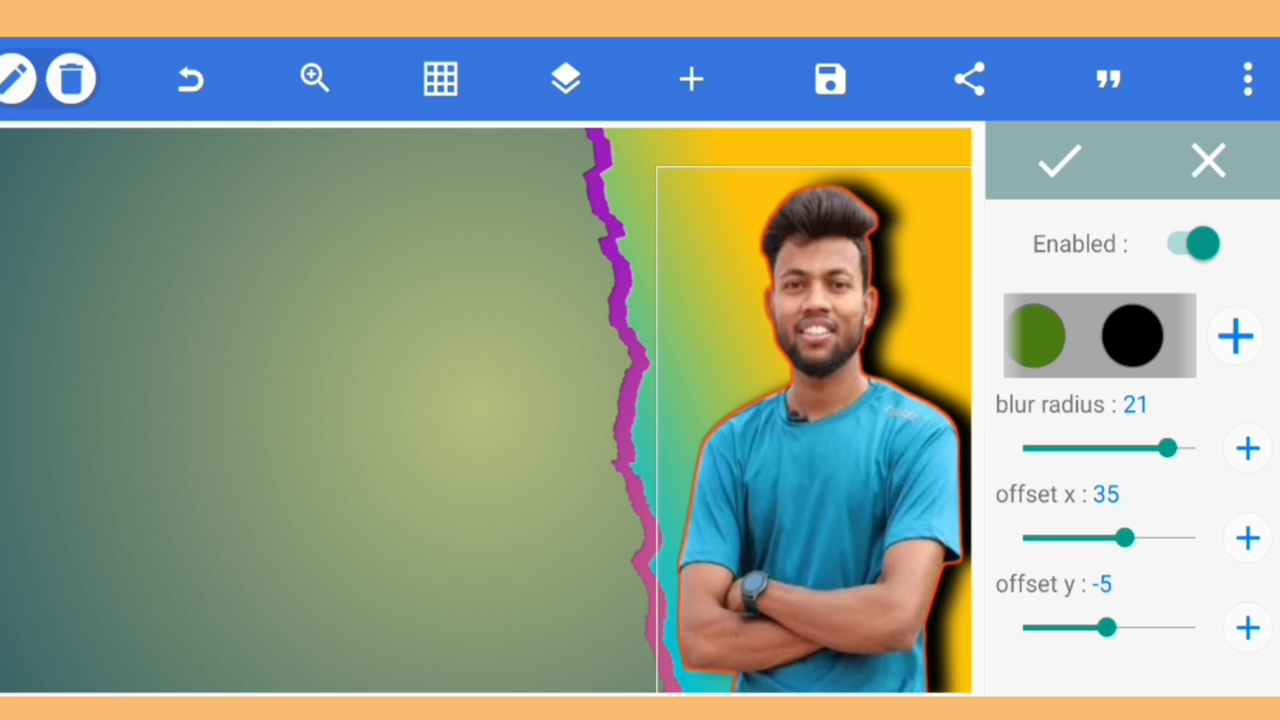 Enabled :
blur radius : 21
offset x : 35
offset y : -5